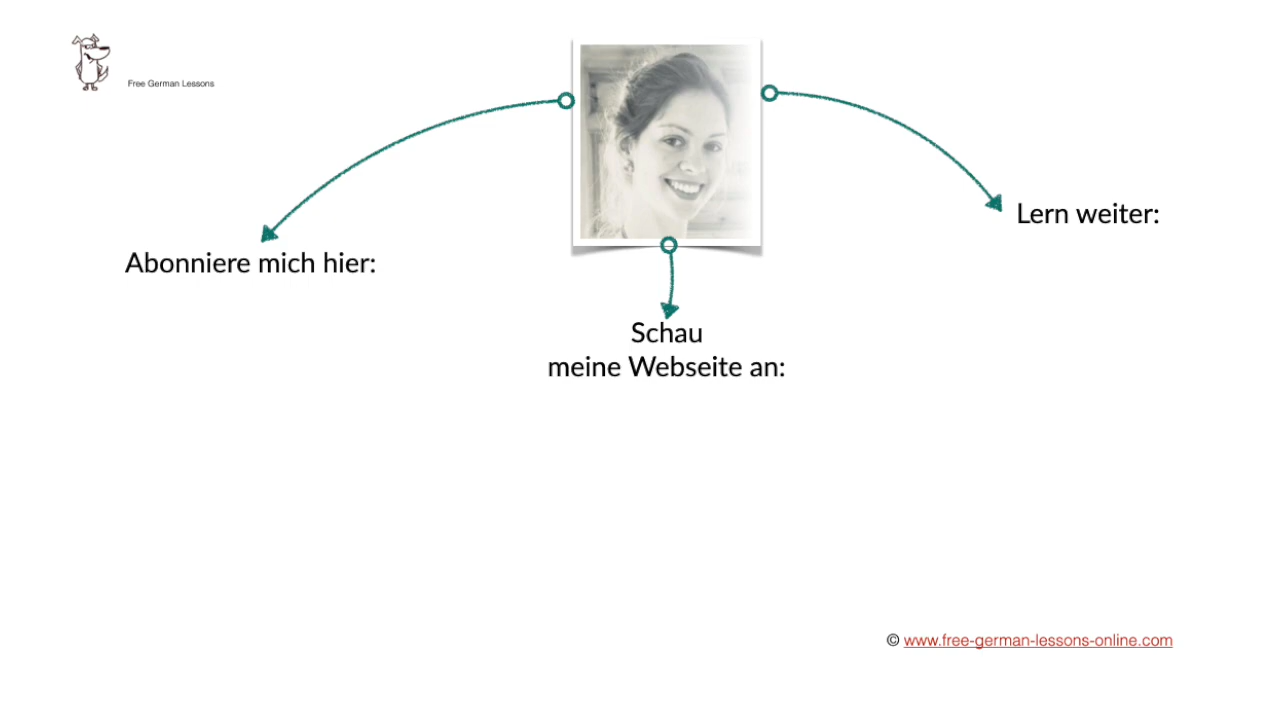 Free German Lessons
Lern weiter:
Abonniere mich hier:
Schau
meine Webseite an:
© www.free-german-lessons-online.com